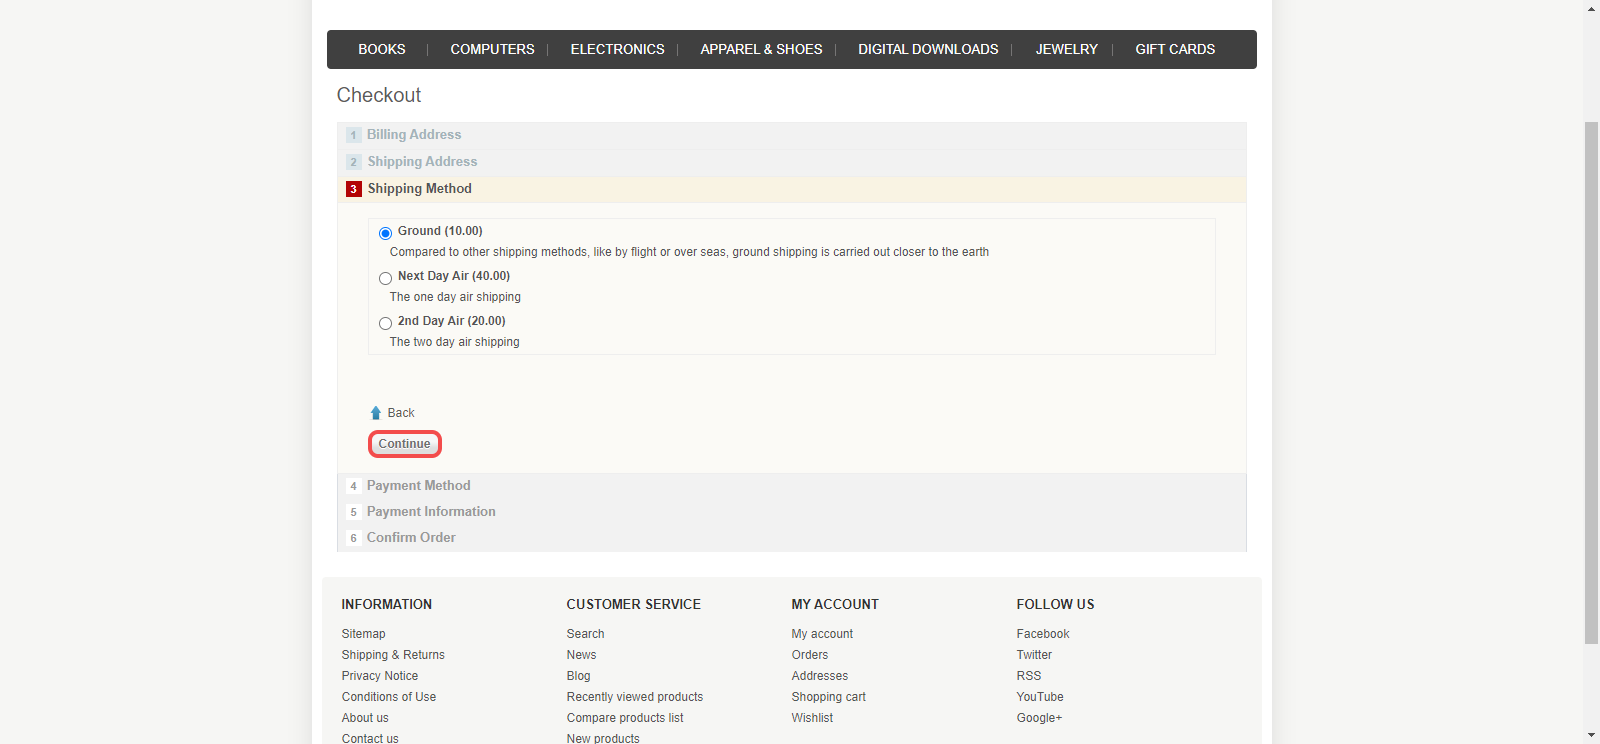 BOOKS COMPUTERS ELECTRONICS APPAREL & SHOES DIGITAL DOWNLOADS JEWELRY GIFT CARDS
Checkout
1 Billing Address
2 Shipping Address
3 Shipping Method
Ground (10.00)
Compared to other shipping methods, like by flight or over seas, ground shipping is carried out closer to the earth
Next Day Air (40.00)
The one day air shipping
2nd Day Air (20.00)
The two day air shipping
Back
Continue
4 Payment Method
5 Payment Information
6 Confirm Order
INFORMATION
Sitemap
Shipping & Returns
Privacy Notice
Conditions of Use
About us
Contact us
CUSTOMER SERVICE
Search
News
Blog
Recently viewed products
Compare products list
New products
MY ACCOUNT
My account
Orders
Addresses
Shopping cart
Wishlist
FOLLOW US
Facebook
Twitter
RSS
YouTube
Google+